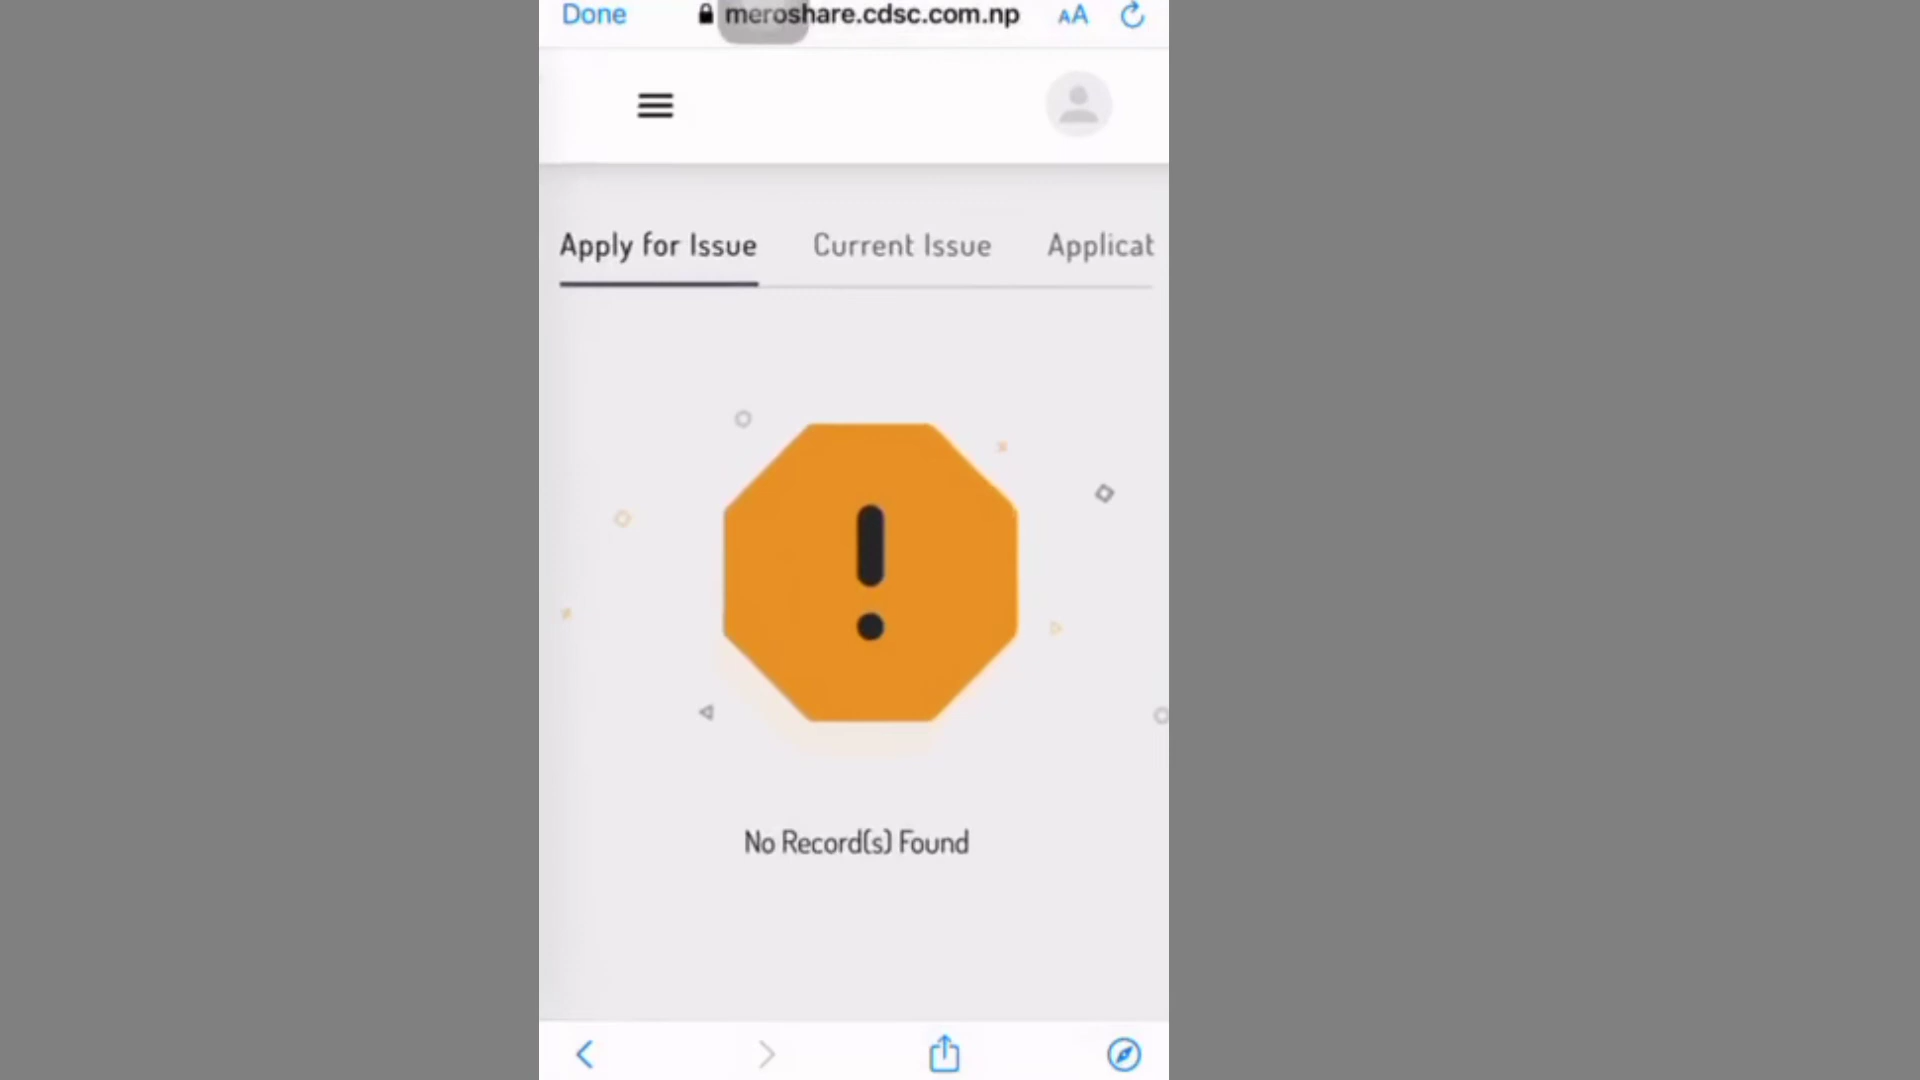 Done meroshare.cdsc.com.np AA
Apply for Issue Current Issue Applicat
No Record(s) Found